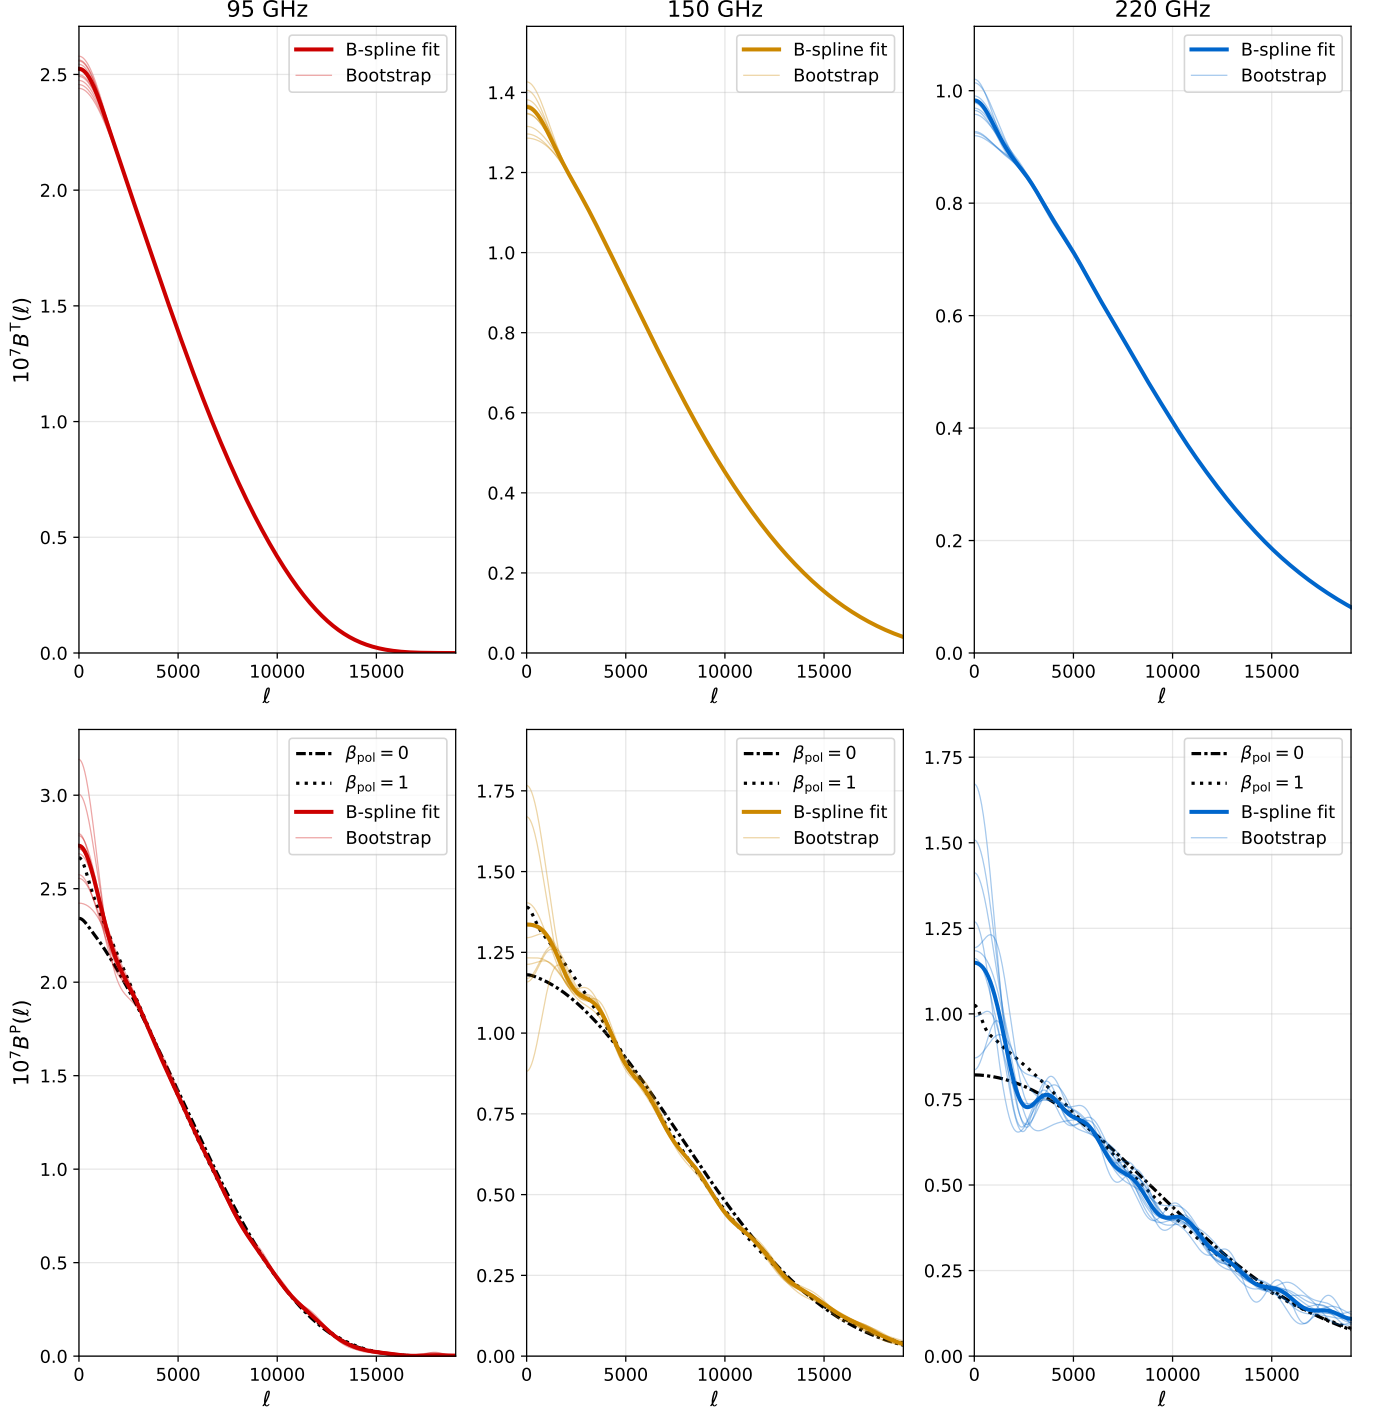 95 GHz
150 GHz
220 GHz
10⁷Bᵀ(ℓ)
2.5
2.0
1.5
1.0
0.5
0.0
0
5000
10000
15000
ℓ
B-spline fit
Bootstrap
1.4
1.2
1.0
0.8
0.6
0.4
0.2
0.0
0
5000
10000
15000
ℓ
B-spline fit
Bootstrap
1.0
0.8
0.6
0.4
0.2
0.0
0
5000
10000
15000
ℓ
B-spline fit
Bootstrap
10⁷Bᴾ(ℓ)
3.0
2.5
2.0
1.5
1.0
0.5
0.0
0
5000
10000
15000
ℓ
β_pol = 0
β_pol = 1
B-spline fit
Bootstrap
1.75
1.50
1.25
1.00
0.75
0.50
0.25
0.00
0
5000
10000
15000
ℓ
β_pol = 0
β_pol = 1
B-spline fit
Bootstrap
1.75
1.50
1.25
1.00
0.75
0.50
0.25
0.00
0
5000
10000
15000
ℓ
β_pol = 0
β_pol = 1
B-spline fit
Bootstrap